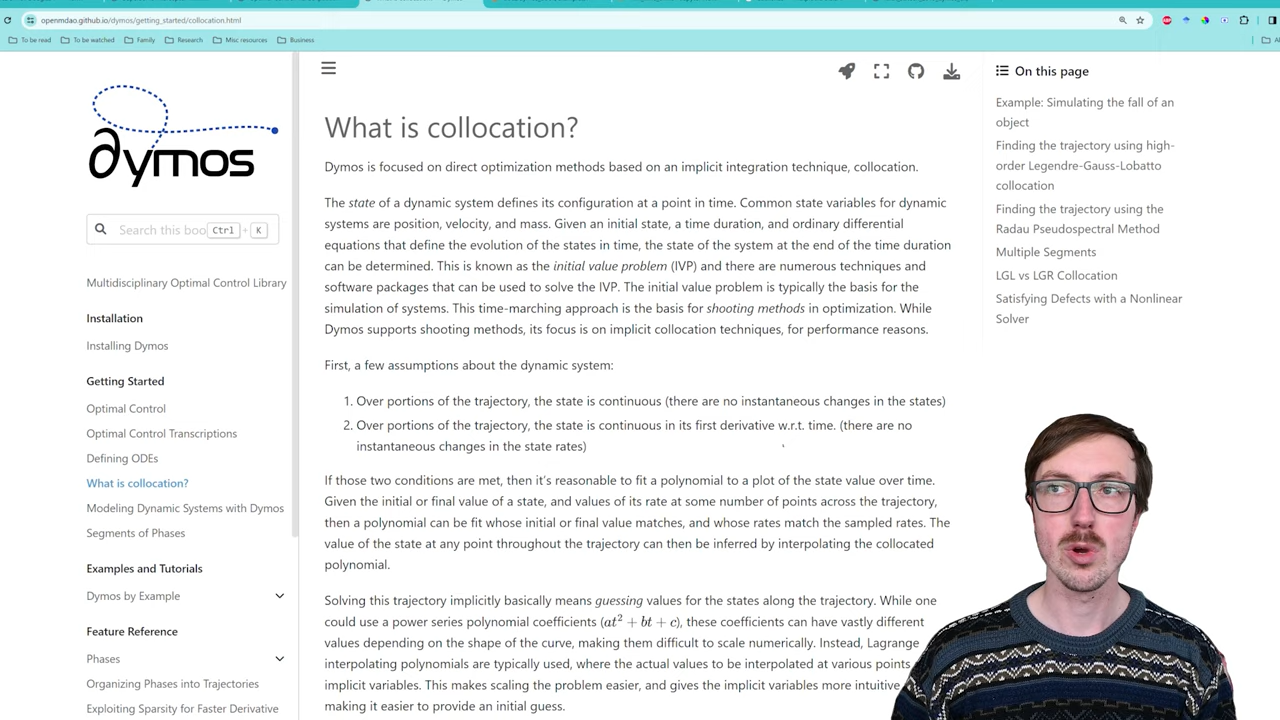 openmdao.github.io/dymos/getting_started/collocation.html
To be read
To be watched
Family
Research
Misc resources
Business
dymos
Search this boo Ctrl + K
Multidisciplinary Optimal Control Library
Installation
Installing Dymos
Getting Started
Optimal Control
Optimal Control Transcriptions
Defining ODEs
What is collocation?
Modeling Dynamic Systems with Dymos
Segments of Phases
Examples and Tutorials
Dymos by Example
Feature Reference
Phases
Organizing Phases into Trajectories
Exploiting Sparsity for Faster Derivative
What is collocation?
Dymos is focused on direct optimization methods based on an implicit integration technique, collocation.
The state of a dynamic system defines its configuration at a point in time. Common state variables for dynamic
systems are position, velocity, and mass. Given an initial state, a time duration, and ordinary differential
equations that define the evolution of the states in time, the state of the system at the end of the time duration
can be determined. This is known as the initial value problem (IVP) and there are numerous techniques and
software packages that can be used to solve the IVP. The initial value problem is typically the basis for the
simulation of systems. This time-marching approach is the basis for shooting methods in optimization. While
Dymos supports shooting methods, its focus is on implicit collocation techniques, for performance reasons.
First, a few assumptions about the dynamic system:
1. Over portions of the trajectory, the state is continuous (there are no instantaneous changes in the states)
2. Over portions of the trajectory, the state is continuous in its first derivative w.r.t. time. (there are no
instantaneous changes in the state rates)
If those two conditions are met, then it's reasonable to fit a polynomial to a plot of the state value over time.
Given the initial or final value of a state, and values of its rate at some number of points across the trajectory,
then a polynomial can be fit whose initial or final value matches, and whose rates match the sampled rates. The
value of the state at any point throughout the trajectory can then be inferred by interpolating the collocated
polynomial.
Solving this trajectory implicitly basically means guessing values for the states along the trajectory. While one
could use a power series polynomial coefficients (at² + bt + c), these coefficients can have vastly different
values depending on the shape of the curve, making them difficult to scale numerically. Instead, Lagrange
interpolating polynomials are typically used, where the actual values to be interpolated at various points
implicit variables. This makes scaling the problem easier, and gives the implicit variables more intuitive
making it easier to provide an initial guess.
On this page
Example: Simulating the fall of an
object
Finding the trajectory using high-
order Legendre-Gauss-Lobatto
collocation
Finding the trajectory using the
Radau Pseudospectral Method
Multiple Segments
LGL vs LGR Collocation
Satisfying Defects with a Nonlinear
Solver